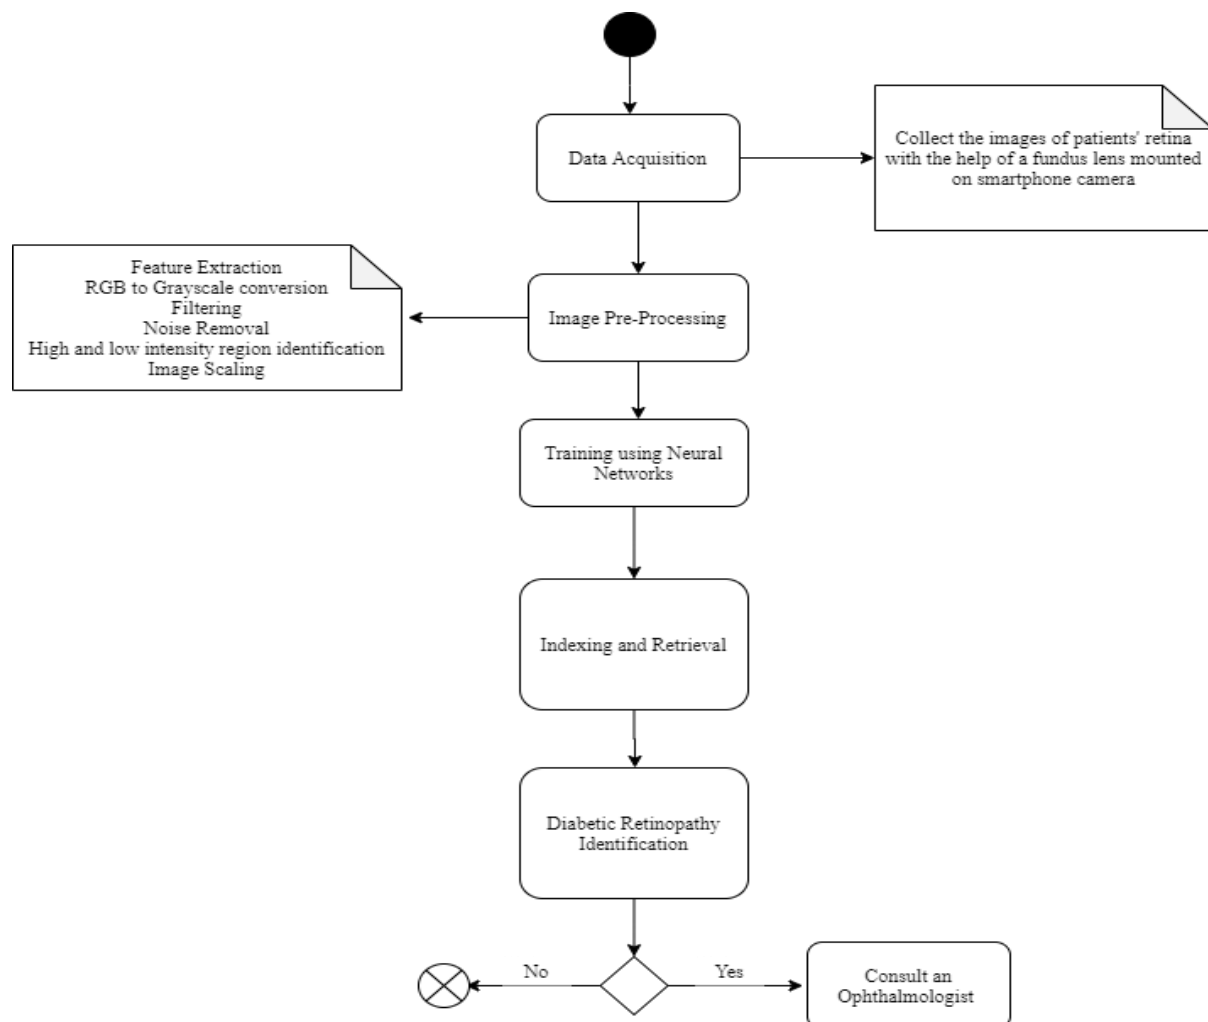 Data Acquisition
Collect the images of patients' retina
with the help of a fundus lens mounted
on smartphone camera
Feature Extraction
RGB to Grayscale conversion
Filtering
Noise Removal
High and low intensity region identification
Image Scaling
Image Pre-Processing
Training using Neural
Networks
Indexing and Retrieval
Diabetic Retinopathy
Identification
No
Yes
Consult an
Ophthalmologist